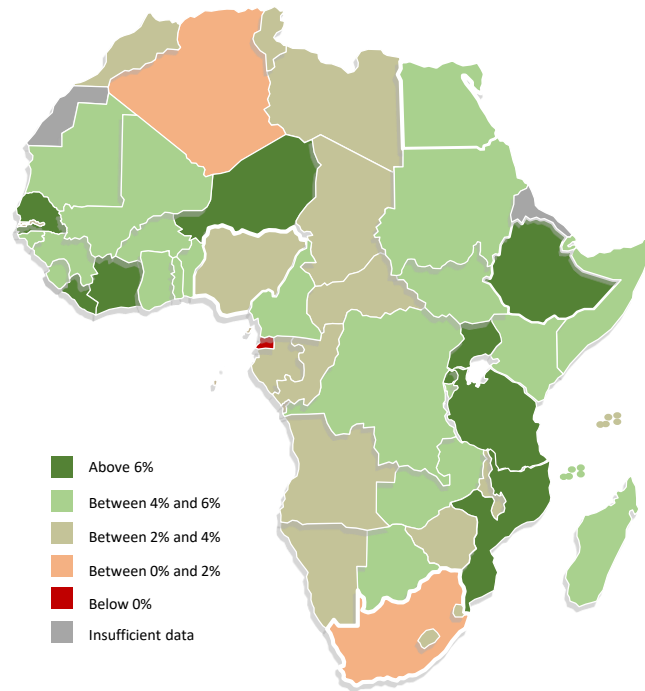 Above 6%
Between 4% and 6%
Between 2% and 4%
Between 0% and 2%
Below 0%
Insufficient data